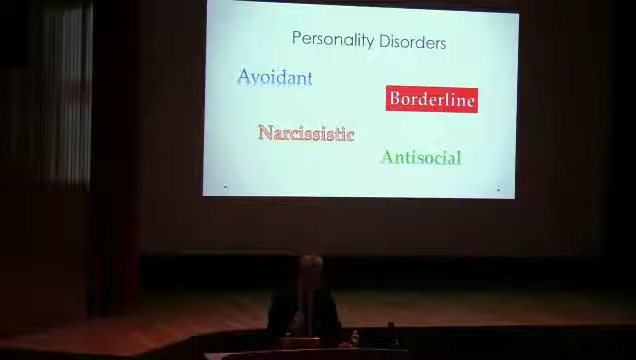 Personality Disorders
Avoidant
Borderline
Narcissistic
Antisocial